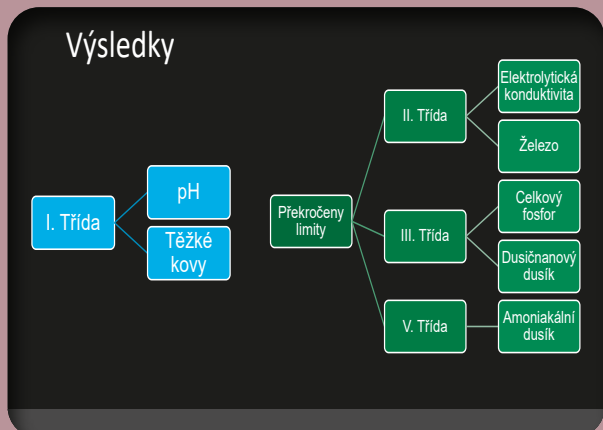 Výsledky
I. Třída
pH
Těžké
kovy
Překročeny
limity
II. Třída
Elektrolytická
konduktivita
Železo
III. Třída
Celkový
fosfor
Dusičnanový
dusík
V. Třída
Amoniakální
dusík